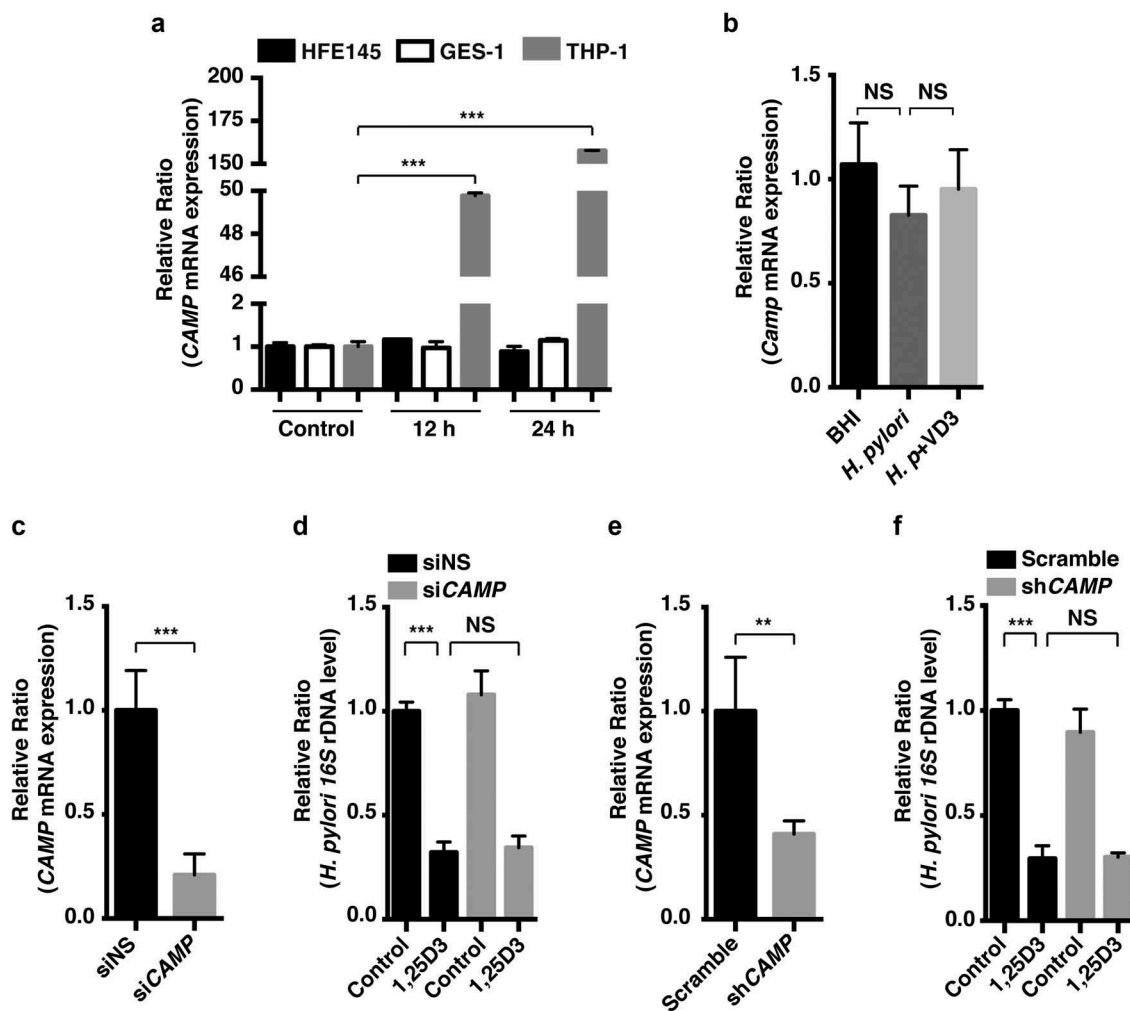 a
HFE145 GES-1 THP-1
Relative Ratio
(CAMP mRNA expression)
200
175
150
50
48
46
2
1
0
***
***
Control 12 h 24 h
b
Relative Ratio
(Camp mRNA expression)
1.5
1.0
0.5
0.0
NS NS
BHI
H. pylori
H. p+VD3
c
Relative Ratio
(CAMP mRNA expression)
1.5
1.0
0.5
0.0
***
siNS
siCAMP
d
siNS
siCAMP
Relative Ratio
(H. pylori 16S rDNA level)
1.5
1.0
0.5
0.0
*** NS
Control
1,25D3
Control
1,25D3
e
Relative Ratio
(CAMP mRNA expression)
1.5
1.0
0.5
0.0
**
Scramble
shCAMP
f
Scramble
shCAMP
Relative Ratio
(H. pylori 16S rDNA level)
1.5
1.0
0.5
0.0
*** NS
Control
1,25D3
Control
1,25D3